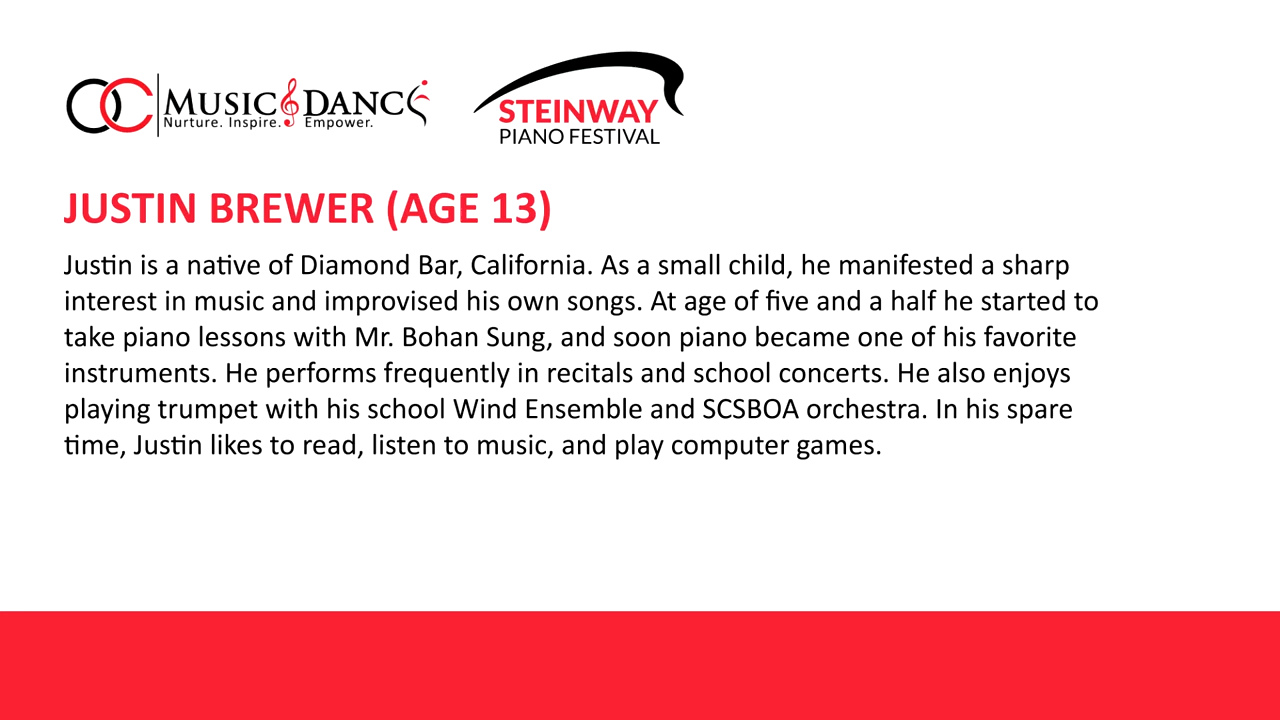 OC MUSIC & DANCE
Nurture. Inspire. Empower.
STEINWAY
PIANO FESTIVAL
JUSTIN BREWER (AGE 13)
Justin is a native of Diamond Bar, California. As a small child, he manifested a sharp
interest in music and improvised his own songs. At age of five and a half he started to
take piano lessons with Mr. Bohan Sung, and soon piano became one of his favorite
instruments. He performs frequently in recitals and school concerts. He also enjoys
playing trumpet with his school Wind Ensemble and SCSBOA orchestra. In his spare
time, Justin likes to read, listen to music, and play computer games.